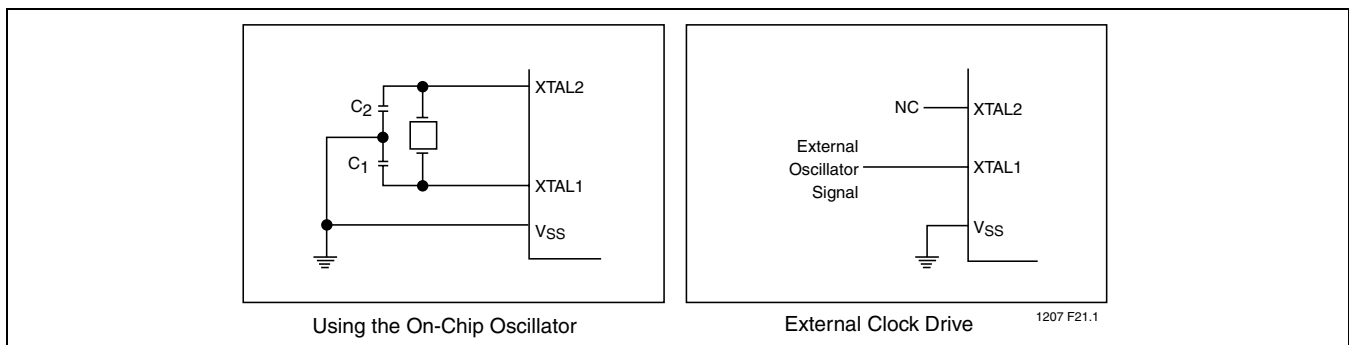 XTAL2
C2
C1
XTAL1
VSS
Using the On-Chip Oscillator
NC
XTAL2
External
Oscillator
Signal
XTAL1
VSS
External Clock Drive
1207 F21.1